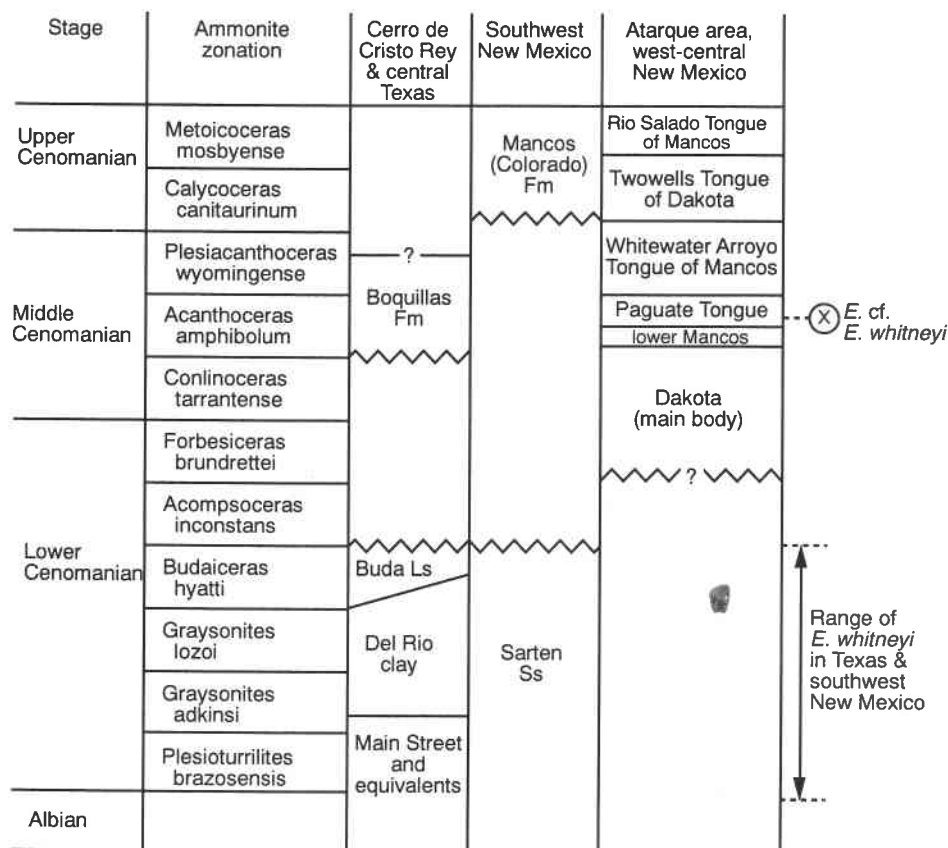 Stage
Ammonite
zonation
Cerro de
Cristo Rey
& central
Texas
Southwest
New Mexico
Atarque area,
west-central
New Mexico
Upper
Cenomanian
Middle
Cenomanian
Lower
Cenomanian
Albian
Metoicoceras
mosbyense
Calycoceras
canitaurinum
Plesiacanthoceras
wyomingense
Acanthoceras
amphibolum
Conlinoceras
tarrantense
Forbesiceras
brundrettei
Acompsoceras
inconstans
Budaiceras
hyatti
Graysonites
lozoi
Graysonites
adkinsi
Plesioturrilites
brazosensis
?
Boquillas
Fm
Buda Ls
Del Rio
clay
Main Street
and
equivalents
Mancos
(Colorado)
Fm
Sarten
Ss
Rio Salado Tongue
of Mancos
Twowells Tongue
of Dakota
Whitewater Arroyo
Tongue of Mancos
Paguate Tongue
lower Mancos
Dakota
(main body)
?
X E. cf.
E. whitneyi
Range of
E. whitneyi
in Texas &
southwest
New Mexico